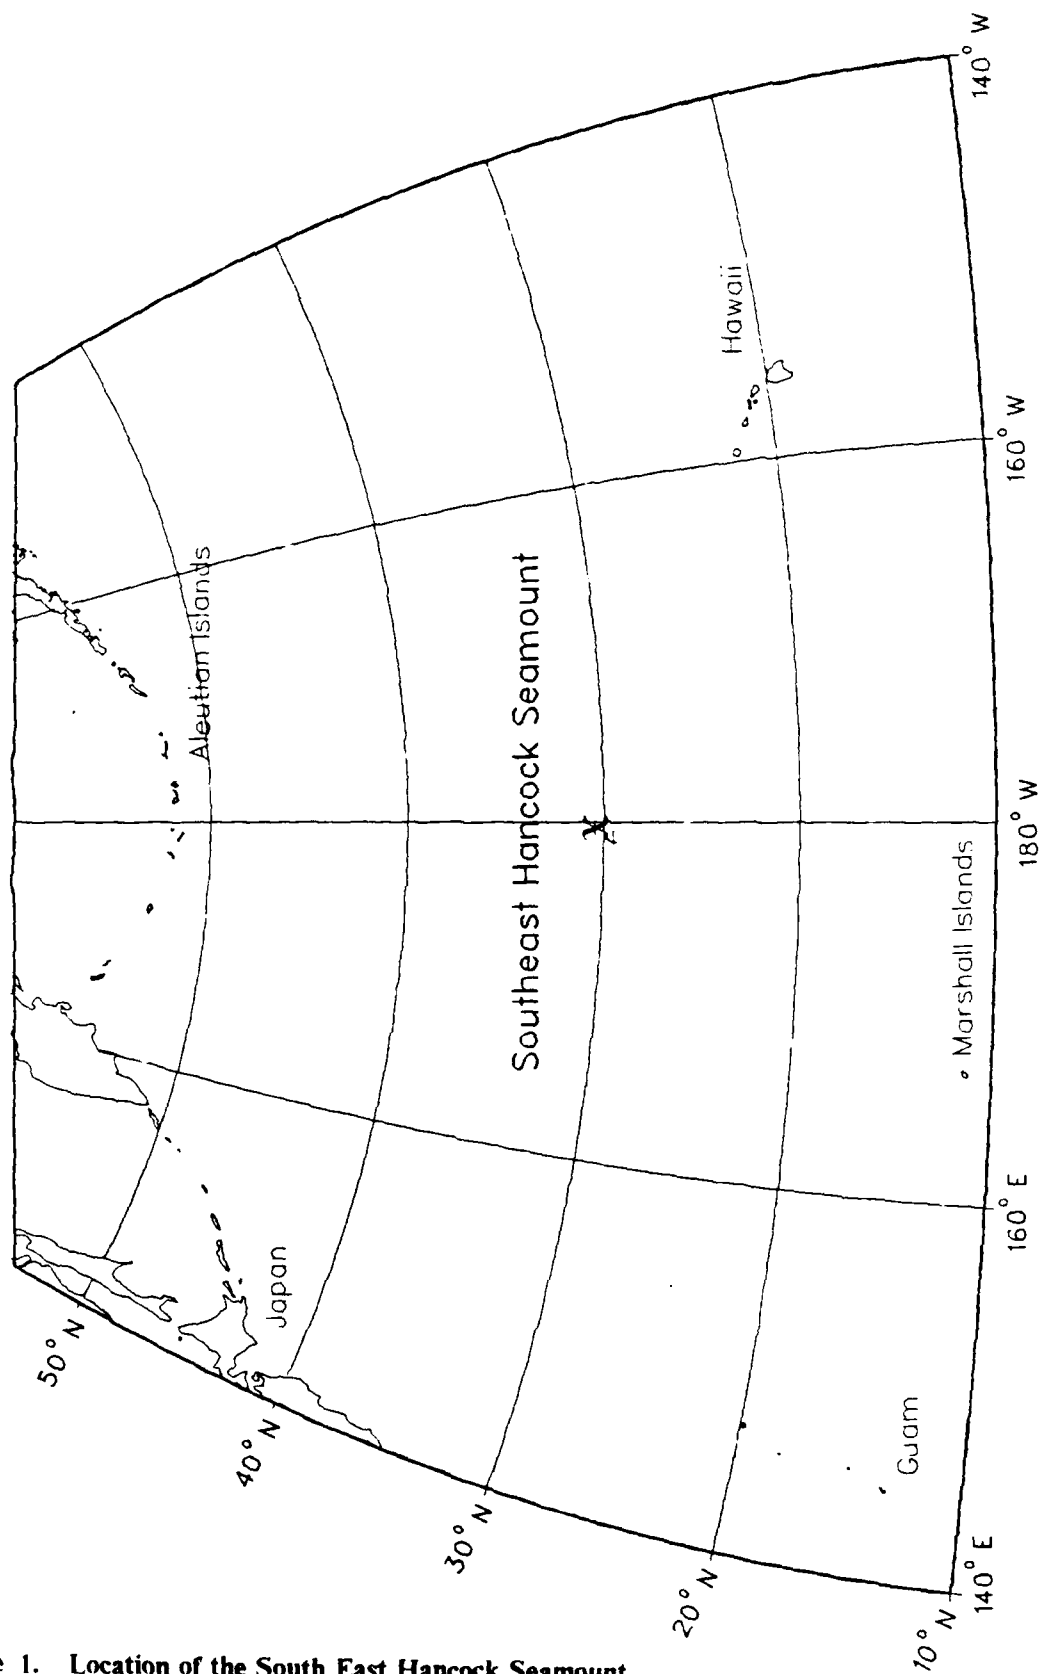 Aleutian Islands
Japan
Southeast Hancock Seamount
Hawaii
Marshall Islands
Guam
50° N
40° N
30° N
20° N
10° N
140° E
160° E
180° W
160° W
140° W
1. Location of the South East Hancock Seamount